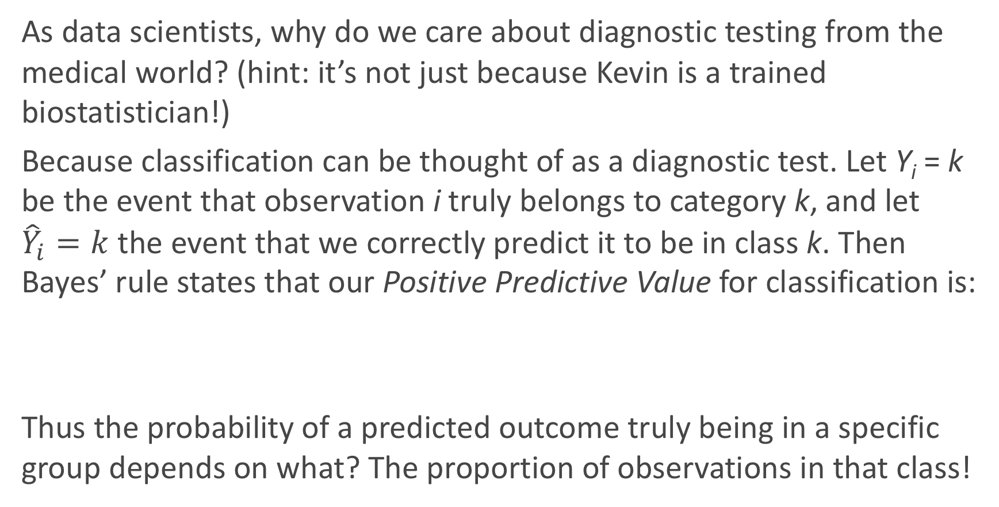 As data scientists, why do we care about diagnostic testing from the
medical world? (hint: it’s not just because Kevin is a trained
biostatistician!)
Because classification can be thought of as a diagnostic test. Let Yᵢ = k
be the event that observation i truly belongs to category k, and let
Ŷᵢ = k the event that we correctly predict it to be in class k. Then
Bayes’ rule states that our Positive Predictive Value for classification is:
Thus the probability of a predicted outcome truly being in a specific
group depends on what? The proportion of observations in that class!